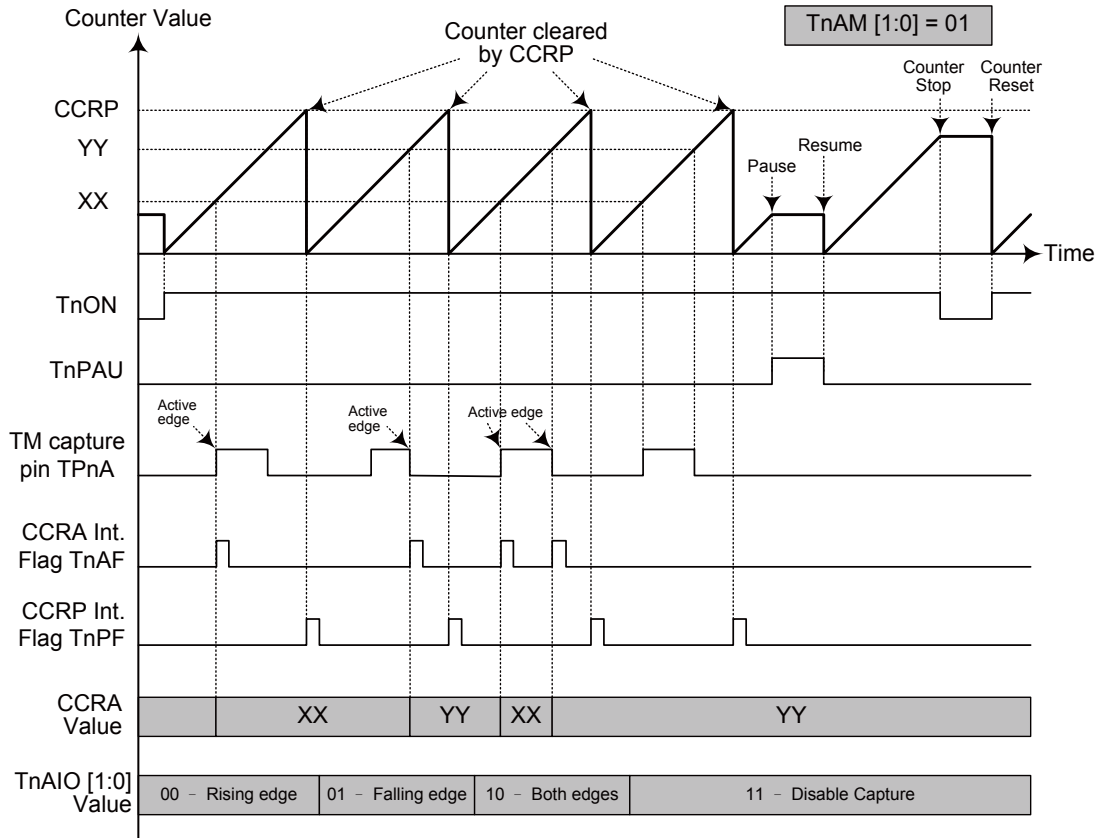 Counter Value
TnAM [1:0] = 01
Counter cleared
by CCRP
Counter
Stop
Counter
Reset
CCRP
YY
XX
Pause
Resume
Time
TnON
TnPAU
Active
edge
Active
edge
Active edge
TM capture
pin TPnA
CCRA Int.
Flag TnAF
CCRP Int.
Flag TnPF
CCRA
Value
XX
YY
XX
YY
TnAIO [1:0]
Value
00 - Rising edge
01 - Falling edge
10 - Both edges
11 - Disable Capture